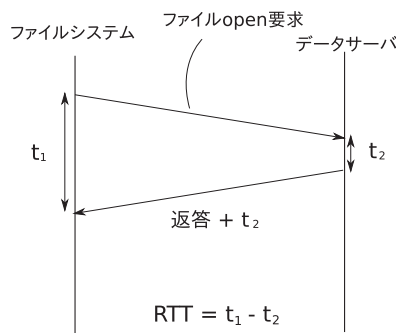 ファイルopen要求
ファイルシステム
データサーバ
t1
t2
返答 + t2
RTT = t1 - t2